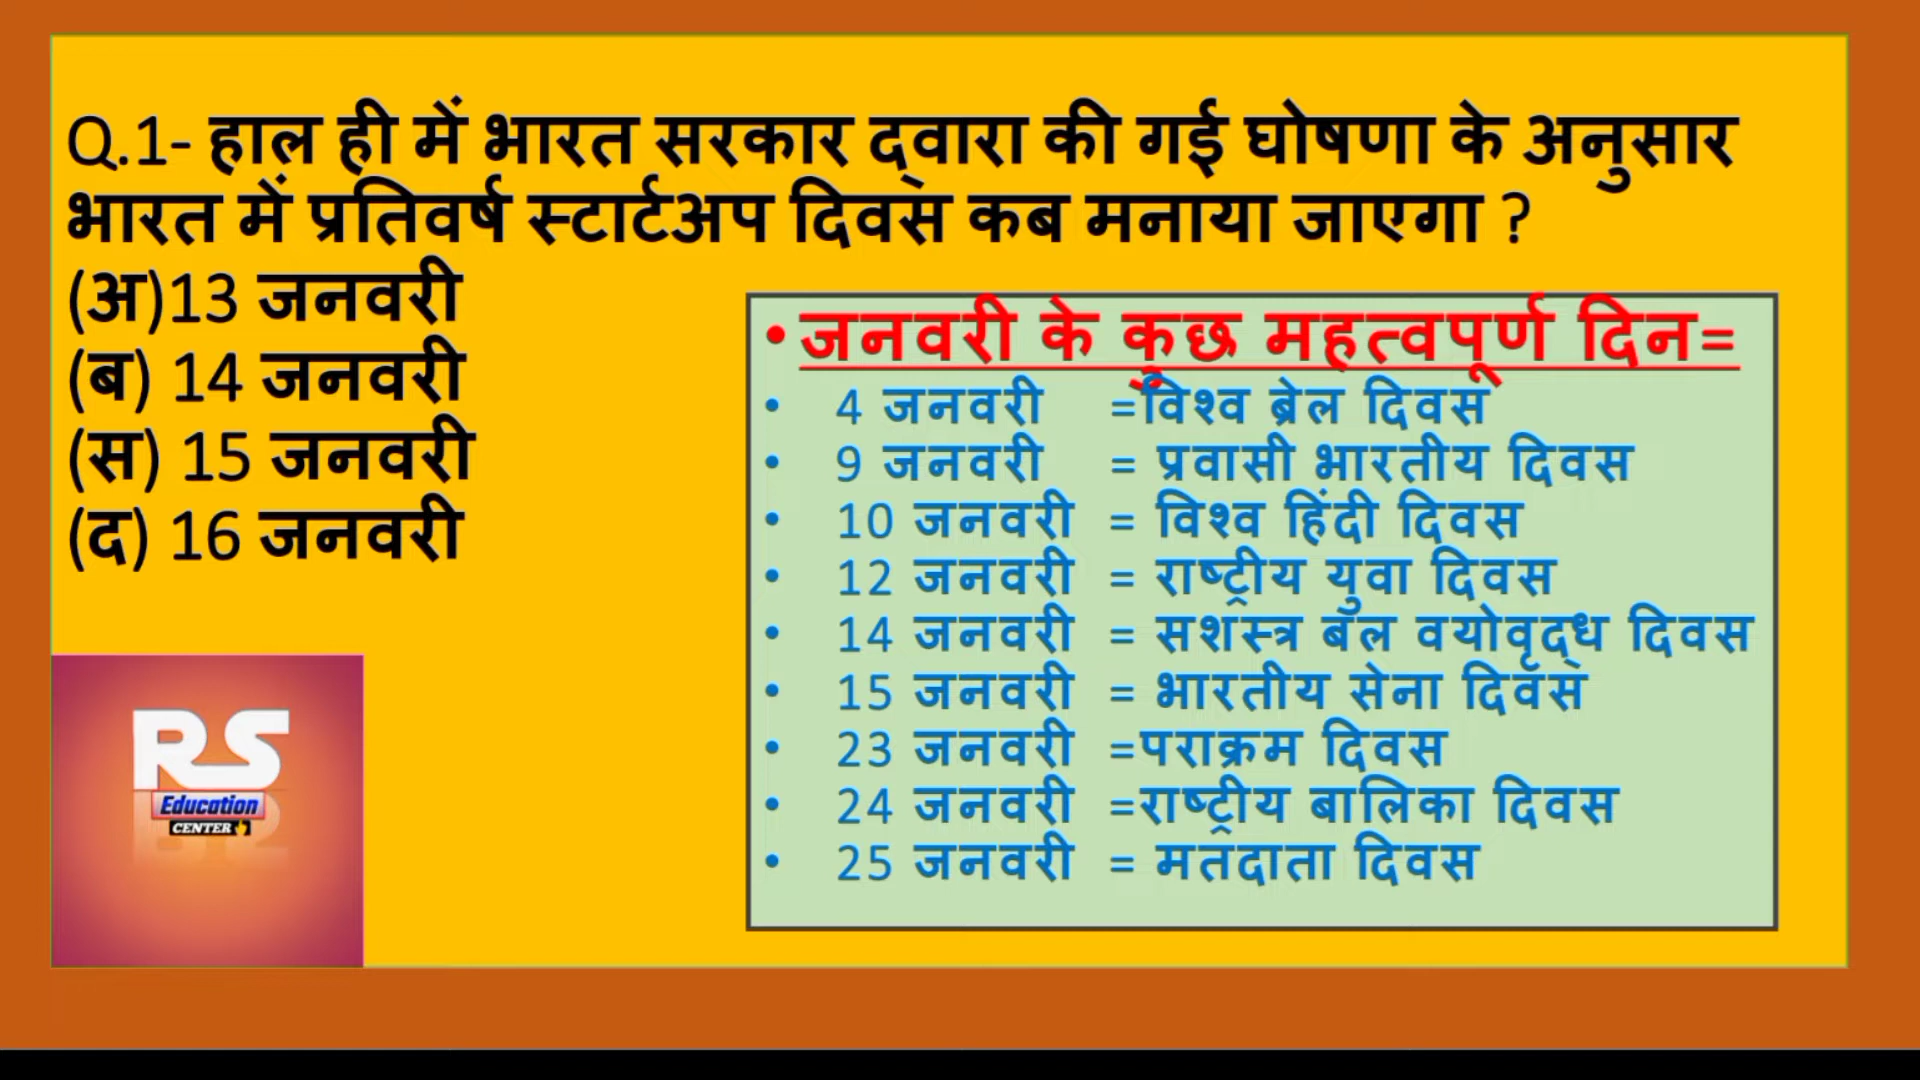 Q.1- हाल ही में भारत सरकार द्वारा की गई घोषणा के अनुसार
भारत में प्रतिवर्ष स्टार्टअप दिवस कब मनाया जाएगा ?
(अ)13 जनवरी
(ब) 14 जनवरी
(स) 15 जनवरी
(द) 16 जनवरी
• जनवरी के कुछ महत्वपूर्ण दिन=
• 4 जनवरी =विश्व ब्रेल दिवस
• 9 जनवरी = प्रवासी भारतीय दिवस
• 10 जनवरी = विश्व हिंदी दिवस
• 12 जनवरी = राष्ट्रीय युवा दिवस
• 14 जनवरी = सशस्त्र बल वयोवृद्ध दिवस
• 15 जनवरी = भारतीय सेना दिवस
• 23 जनवरी =पराक्रम दिवस
• 24 जनवरी =राष्ट्रीय बालिका दिवस
• 25 जनवरी = मतदाता दिवस
RS
Education
CENTER